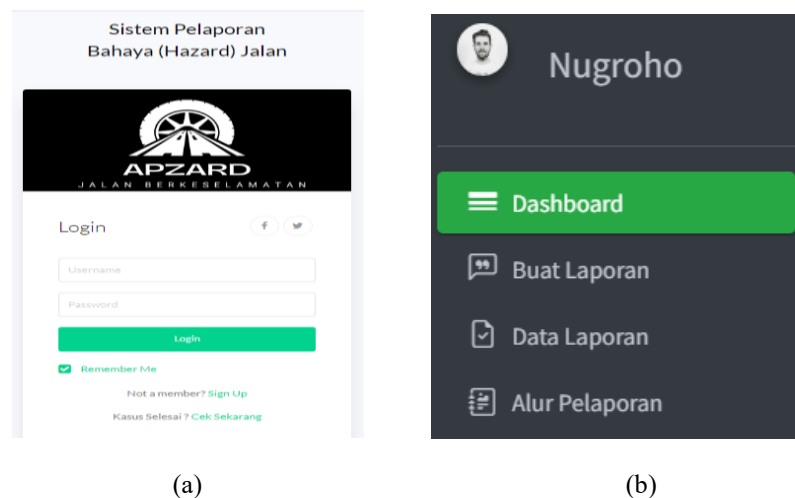 Sistem Pelaporan
Bahaya (Hazard) Jalan
APZARD
JALAN BERKESELAMATAN
Login
Username
Password
Login
Remember Me
Not a member? Sign Up
Kasus Selesai ? Cek Sekarang
(a)
Nugroho
Dashboard
Buat Laporan
Data Laporan
Alur Pelaporan
(b)